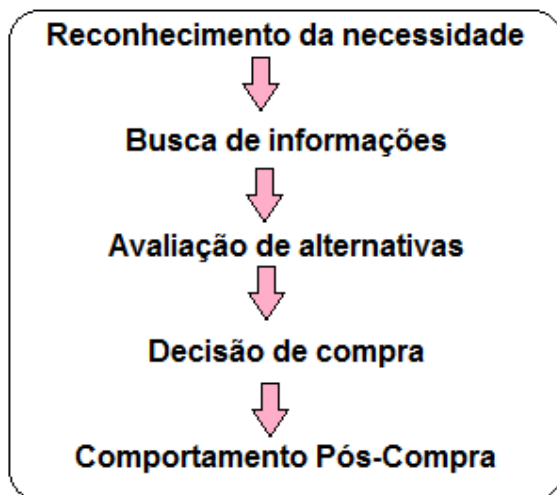 Reconhecimento da necessidade
Busca de informações
Avaliação de alternativas
Decisão de compra
Comportamento Pós-Compra